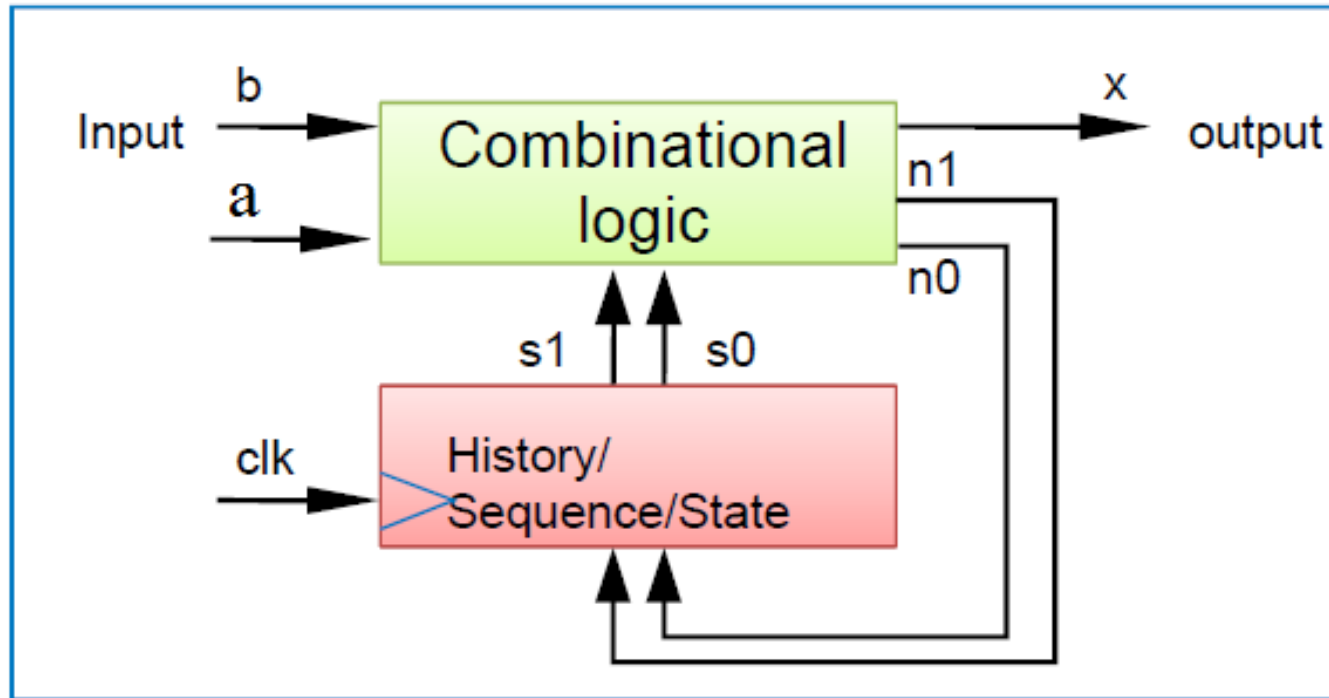 b
Input
a
Combinational
logic
x
output
n1
n0
s1
s0
clk
History/
Sequence/State